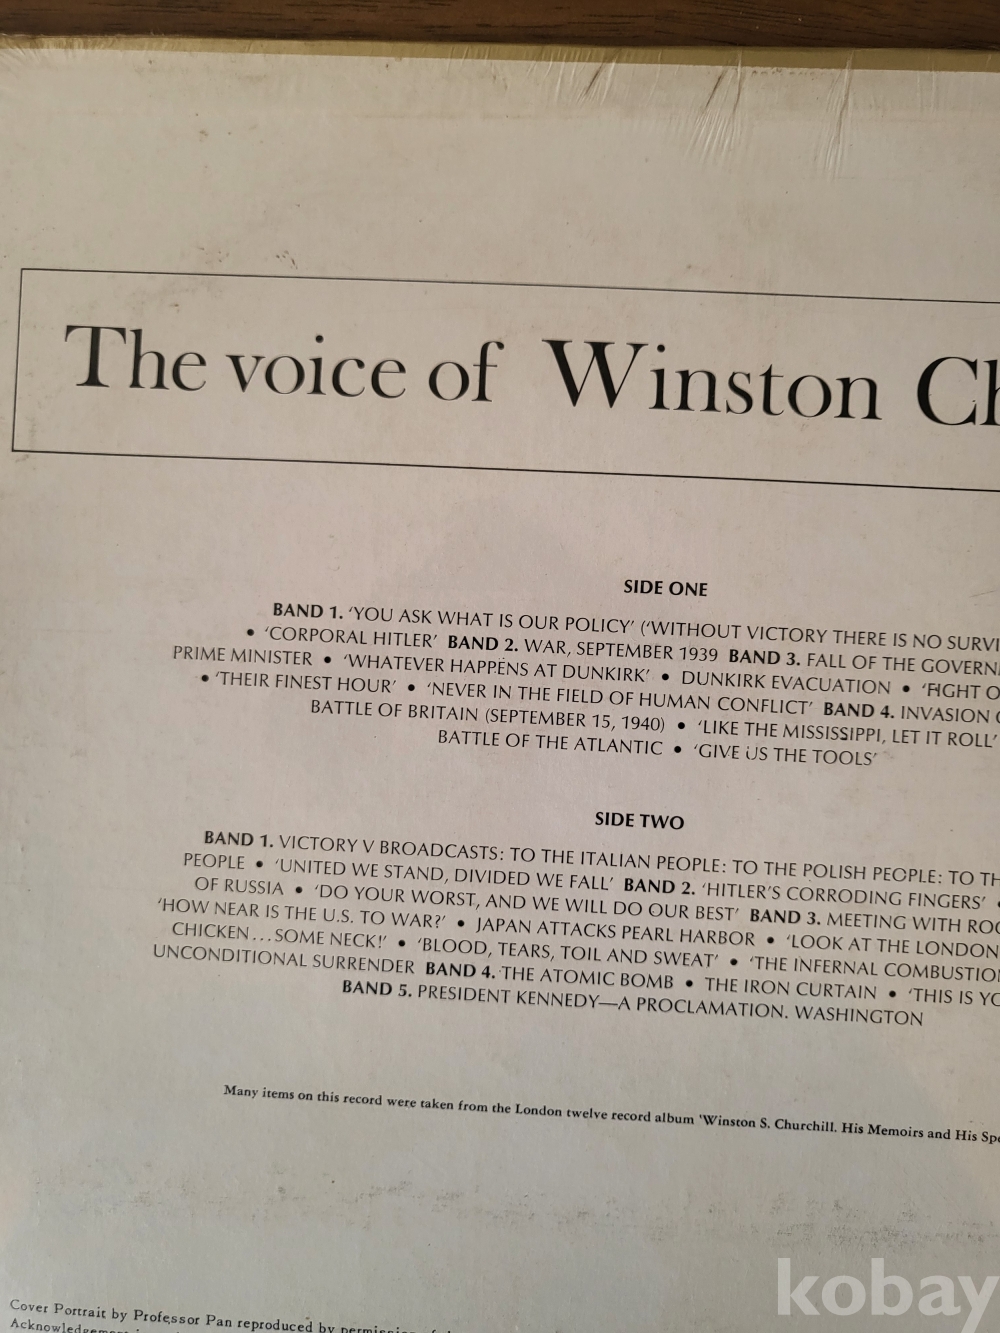 The voice of Winston Ch
SIDE ONE
BAND 1. ‘YOU ASK WHAT IS OUR POLICY’ (‘WITHOUT VICTORY THERE IS NO SURVI
• ‘CORPORAL HITLER’ BAND 2. WAR, SEPTEMBER 1939 BAND 3. FALL OF THE GOVERN
PRIME MINISTER • ‘WHATEVER HAPPENS AT DUNKIRK’ • DUNKIRK EVACUATION • ‘FIGHT O
• ‘THEIR FINEST HOUR’ • ‘NEVER IN THE FIELD OF HUMAN CONFLICT’ BAND 4. INVASION
BATTLE OF BRITAIN (SEPTEMBER 15, 1940) • ‘LIKE THE MISSISSIPPI, LET IT ROLL’
BATTLE OF THE ATLANTIC • ‘GIVE US THE TOOLS’
SIDE TWO
BAND 1. VICTORY V BROADCASTS: TO THE ITALIAN PEOPLE: TO THE POLISH PEOPLE: TO TH
PEOPLE • ‘UNITED WE STAND, DIVIDED WE FALL’ BAND 2. ‘HITLER’S CORRODING FINGERS’ •
OF RUSSIA • ‘DO YOUR WORST, AND WE WILL DO OUR BEST’ BAND 3. MEETING WITH ROO
‘HOW NEAR IS THE U.S. TO WAR?’ • JAPAN ATTACKS PEARL HARBOR • ‘LOOK AT THE LONDON
CHICKEN...SOME NECK!’ • ‘BLOOD, TEARS, TOIL AND SWEAT’ • ‘THE INFERNAL COMBUSTION
UNCONDITIONAL SURRENDER BAND 4. THE ATOMIC BOMB • THE IRON CURTAIN • ‘THIS IS YO
BAND 5. PRESIDENT KENNEDY—A PROCLAMATION. WASHINGTON
Many items on this record were taken from the London twelve record album ‘Winston S. Churchill. His Memoirs and His Spe
kobay
Cover Portrait by Professor Pan reproduced by permission of